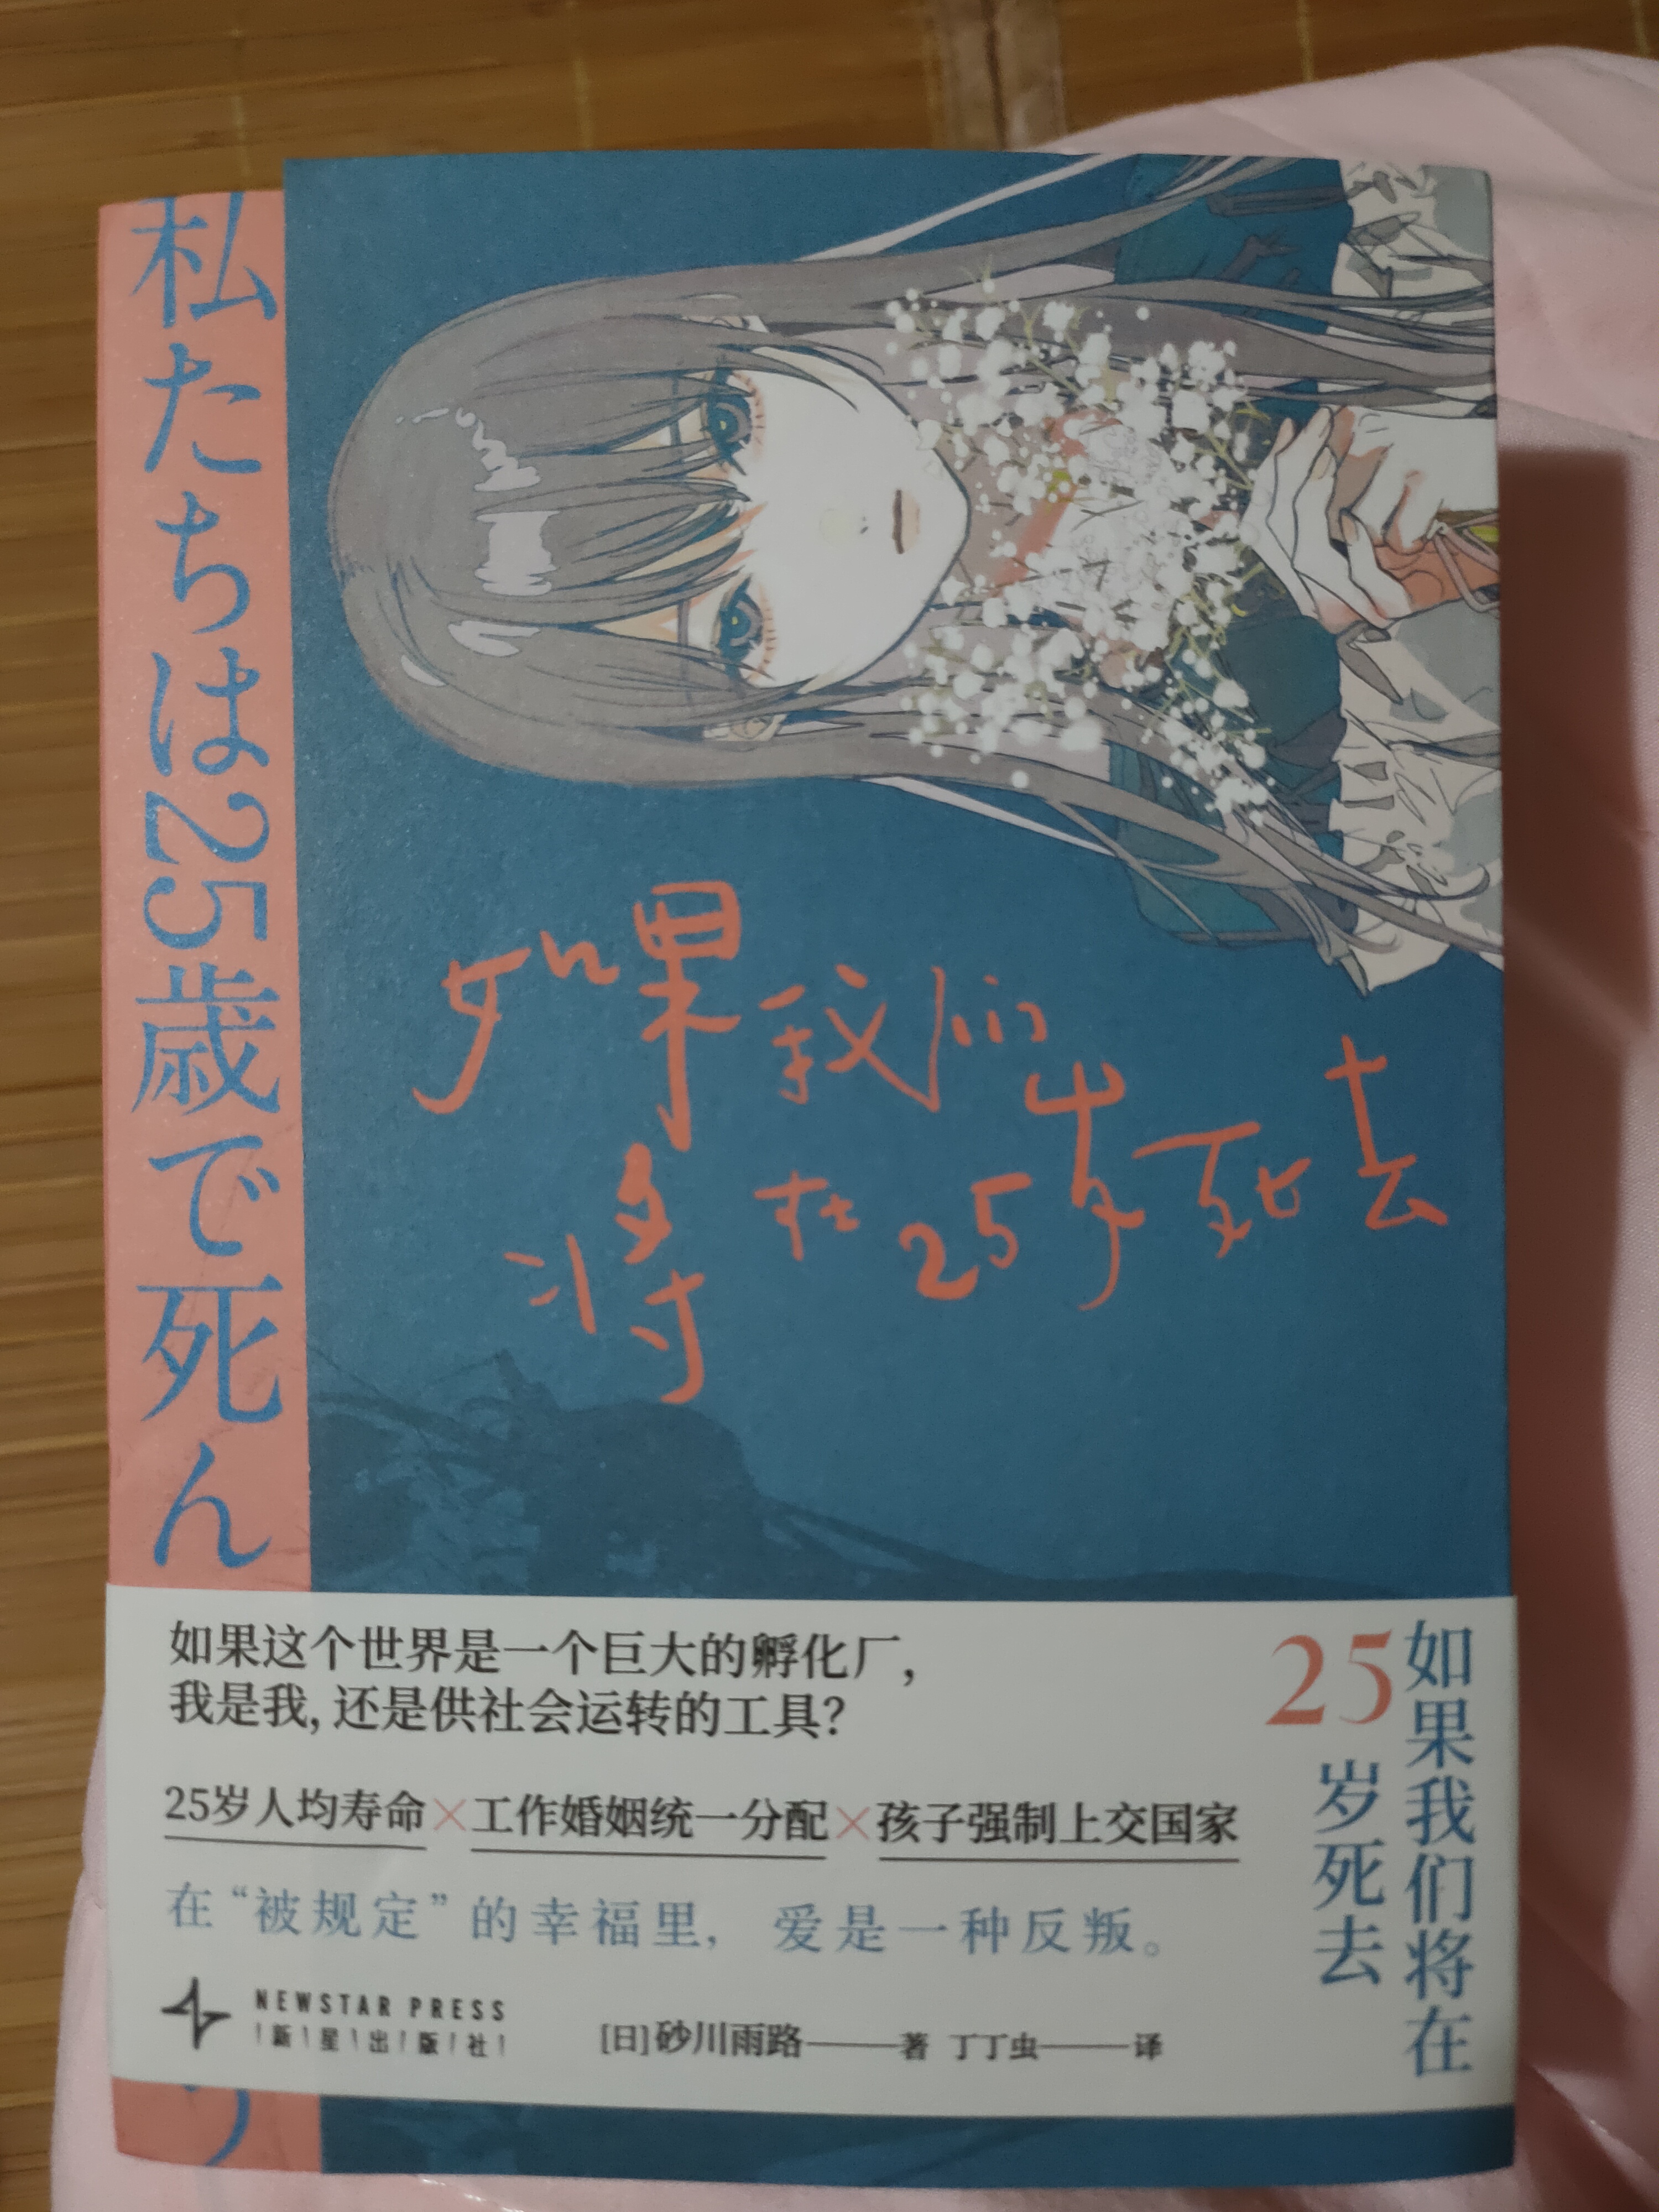 私たちは25歳で死ん
う
如果我们
将在25岁死去
如果这个世界是一个巨大的孵化厂，
我是我, 还是供社会运转的工具？
25岁人均寿命×工作婚姻统一分配×孩子强制上交国家
在“被规定”的幸福里，爱是一种反叛。
NEWSTAR PRESS
新星出版社
[日]砂川雨路——著 丁丁虫——译
如果我们将在
25岁死去